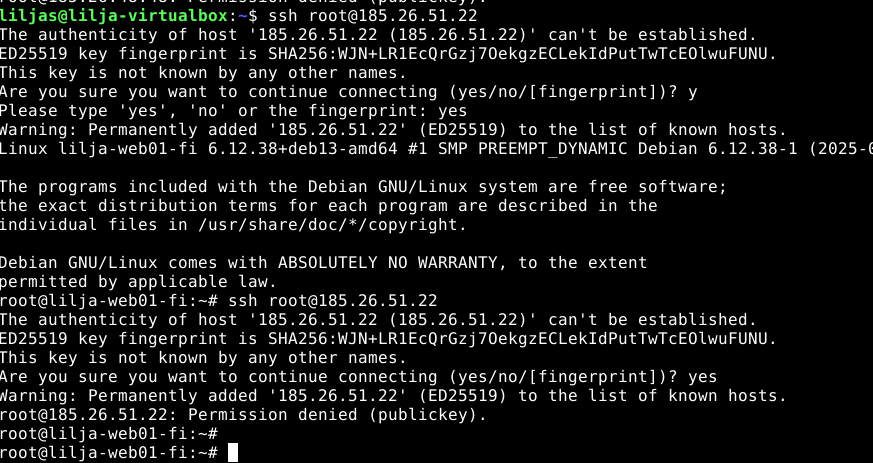 liljas@lilja-virtualbox:~$ ssh root@185.26.51.22
The authenticity of host '185.26.51.22 (185.26.51.22)' can't be established.
ED25519 key fingerprint is SHA256:WJN+LR1EcQrGzj7OekgzECLekIdPutTwTcEOlwuFUNU.
This key is not known by any other names.
Are you sure you want to continue connecting (yes/no/[fingerprint])? y
Please type 'yes', 'no' or the fingerprint: yes
Warning: Permanently added '185.26.51.22' (ED25519) to the list of known hosts.
Linux lilja-web01-fi 6.12.38+deb13-amd64 #1 SMP PREEMPT_DYNAMIC Debian 6.12.38-1 (2025-0
The programs included with the Debian GNU/Linux system are free software;
the exact distribution terms for each program are described in the
individual files in /usr/share/doc/*/copyright.
Debian GNU/Linux comes with ABSOLUTELY NO WARRANTY, to the extent
permitted by applicable law.
root@lilja-web01-fi:~# ssh root@185.26.51.22
The authenticity of host '185.26.51.22 (185.26.51.22)' can't be established.
ED25519 key fingerprint is SHA256:WJN+LR1EcQrGzj7OekgzECLekIdPutTwTcEOlwuFUNU.
This key is not known by any other names.
Are you sure you want to continue connecting (yes/no/[fingerprint])? yes
Warning: Permanently added '185.26.51.22' (ED25519) to the list of known hosts.
root@185.26.51.22: Permission denied (publickey).
root@lilja-web01-fi:~#
root@lilja-web01-fi:~#